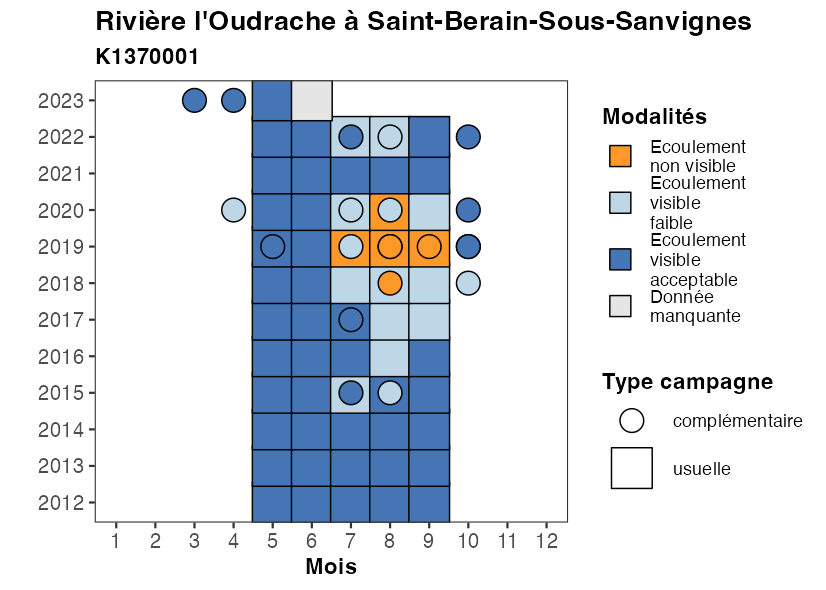 Rivière l'Oudrache à Saint-Berain-Sous-Sanvignes
K1370001
2023
2022
2021
2020
2019
2018
2017
2016
2015
2014
2013
2012
1 2 3 4 5 6 7 8 9 10 11 12
Mois
Modalités
Ecoulement
non visible
Ecoulement
visible
faible
Ecoulement
visible
acceptable
Donnée
manquante
Type campagne
complémentaire
usuelle